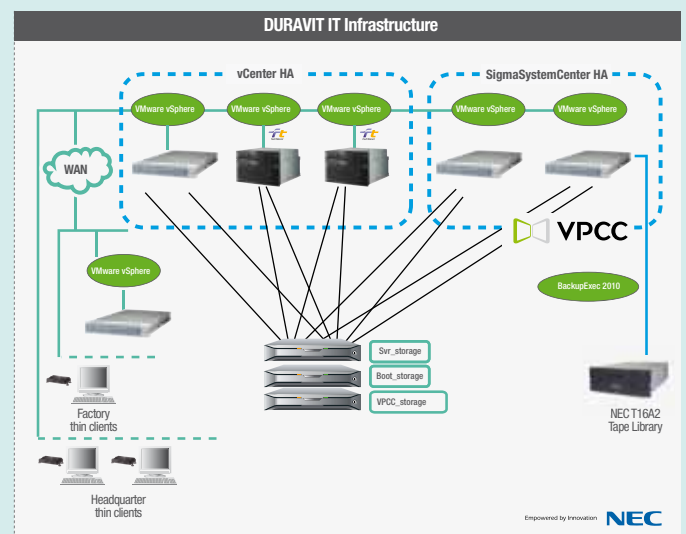 DURAVIT IT Infrastructure
vCenter HA
SigmaSystemCenter HA
VMware vSphere
VMware vSphere
VMware vSphere
VMware vSphere
VMware vSphere
WAN
VPCC
VMware vSphere
BackupExec 2010
Svr_storage
Boot_storage
VPCC_storage
Factory
thin clients
NEC T16A2
Tape Library
Headquarter
thin clients
Empowered by Innovation
NEC